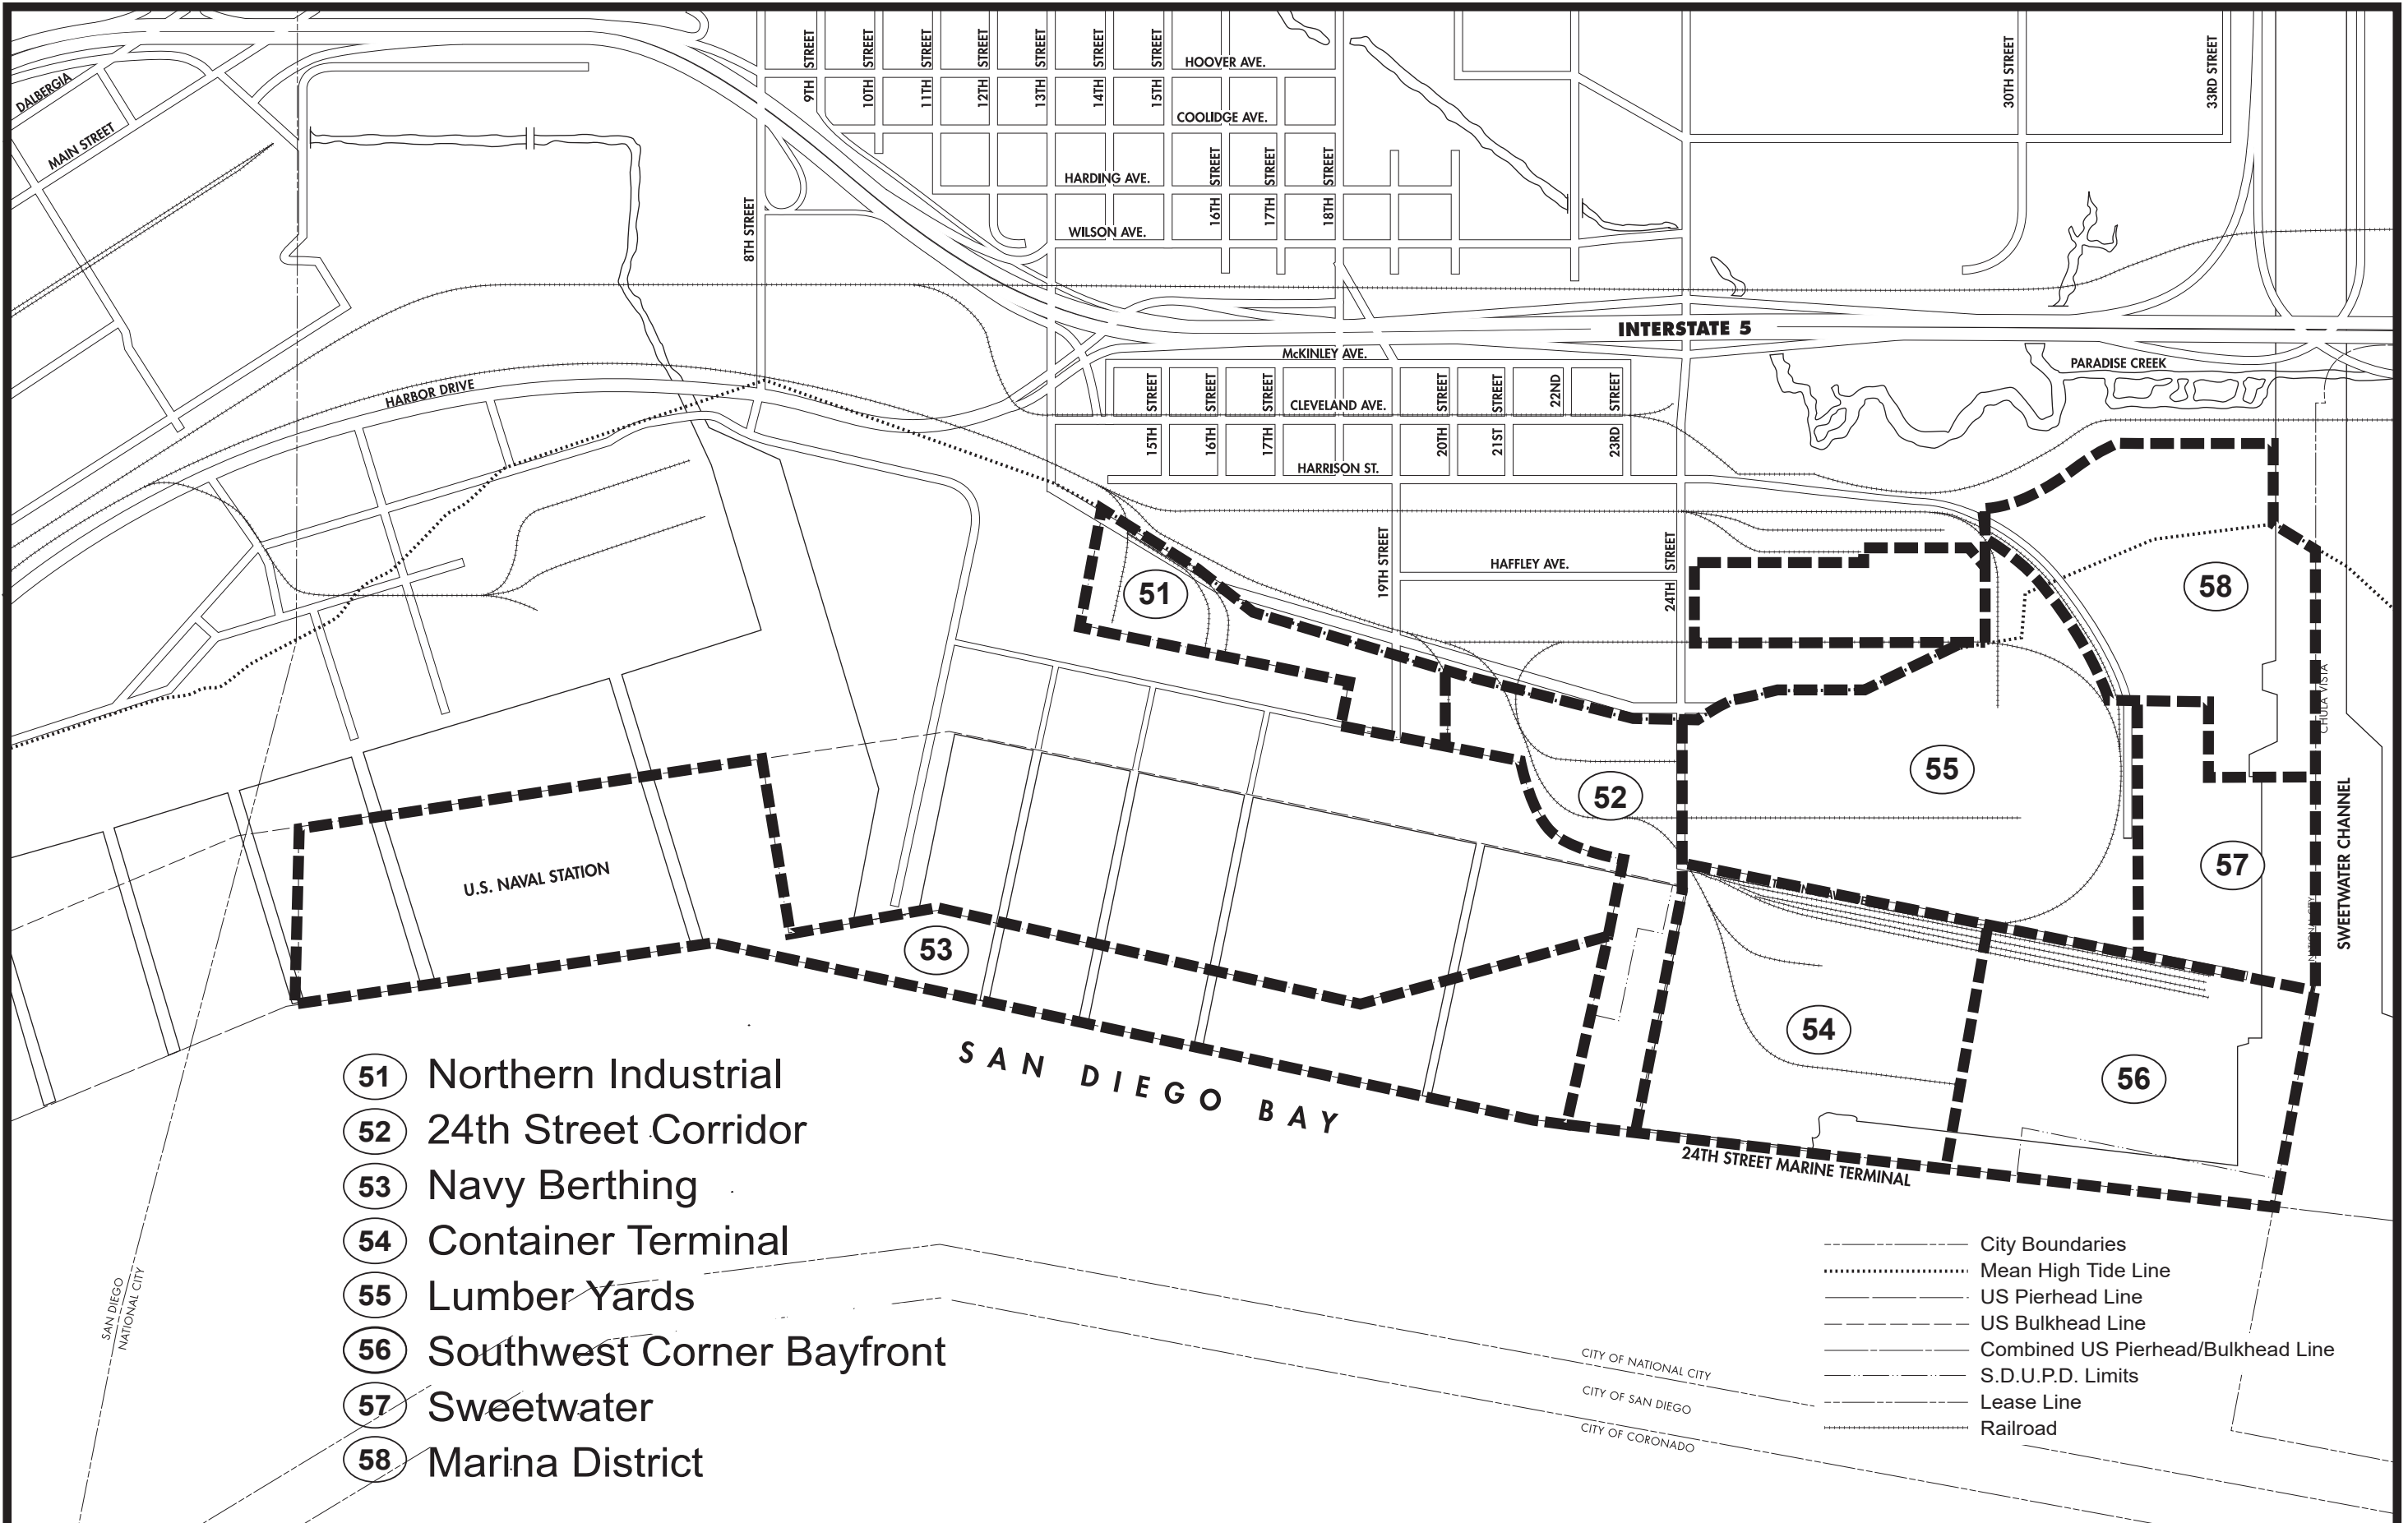 DALBERGIA
MAIN STREET
HARBOR DRIVE
8TH STREET
9TH STREET
10TH STREET
11TH STREET
12TH STREET
13TH STREET
14TH STREET
15TH STREET
HOOVER AVE.
COOLIDGE AVE.
HARDING AVE.
WILSON AVE.
16TH STREET
17TH STREET
18TH STREET
30TH STREET
33RD STREET
INTERSTATE 5
McKINLEY AVE.
PARADISE CREEK
CLEVELAND AVE.
15TH STREET
16TH STREET
17TH STREET
20TH STREET
21ST STREET
22ND
23RD STREET
HARRISON ST.
19TH STREET
24TH STREET
HAFFLEY AVE.
51
52
53
54
55
56
57
58
CHULA VISTA
SWEETWATER CHANNEL
U.S. NAVAL STATION
SAN DIEGO BAY
24TH STREET MARINE TERMINAL
51 Northern Industrial
52 24th Street Corridor
53 Navy Berthing
54 Container Terminal
55 Lumber Yards
56 Southwest Corner Bayfront
57 Sweetwater
58 Marina District
SAN DIEGO
NATIONAL CITY
CITY OF NATIONAL CITY
CITY OF SAN DIEGO
CITY OF CORONADO
City Boundaries
Mean High Tide Line
US Pierhead Line
US Bulkhead Line
Combined US Pierhead/Bulkhead Line
S.D.U.P.D. Limits
Lease Line
Railroad